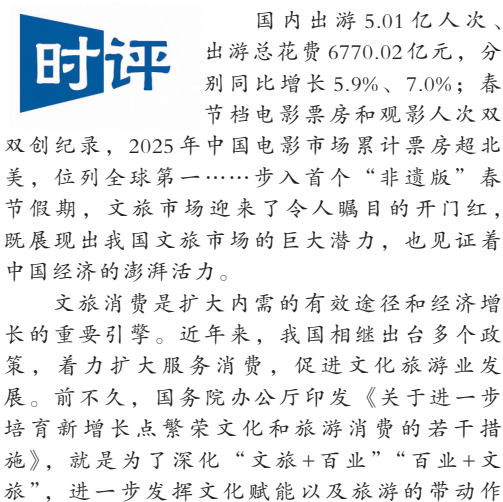 时评
国内出游5.01亿人次、
出游总花费6770.02亿元，分
别同比增长5.9%、7.0%；春
节档电影票房和观影人次双
双创纪录，2025年中国电影市场累计票房超北
美，位列全球第一……步入首个“非遗版”春
节假期，文旅市场迎来了令人瞩目的开门红，
既展现出我国文旅市场的巨大潜力，也见证着
中国经济的澎湃活力。
文旅消费是扩大内需的有效途径和经济增
长的重要引擎。近年来，我国相继出台多个政
策，着力扩大服务消费，促进文化旅游业发
展。前不久，国务院办公厅印发《关于进一步
培育新增长点繁荣文化和旅游消费的若干措
施》，就是为了深化“文旅+百业”“百业+文
旅”，进一步发挥文化赋能以及旅游的带动作